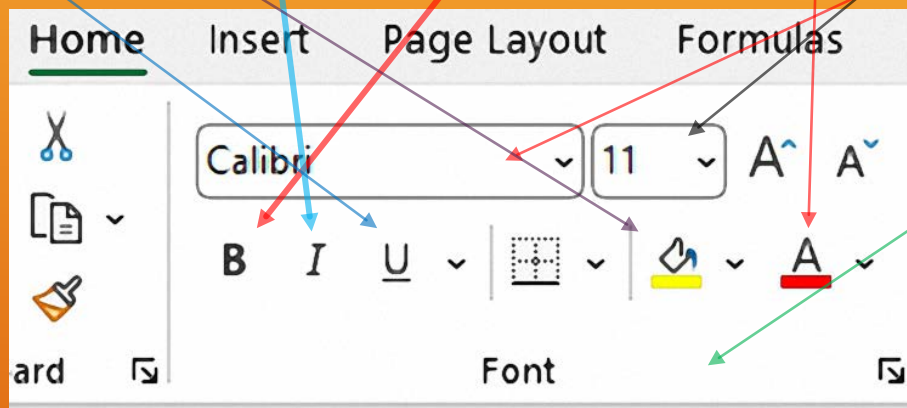 Home Insert Page Layout Formulas
Calibri 11 A A
B I U A
ard Font